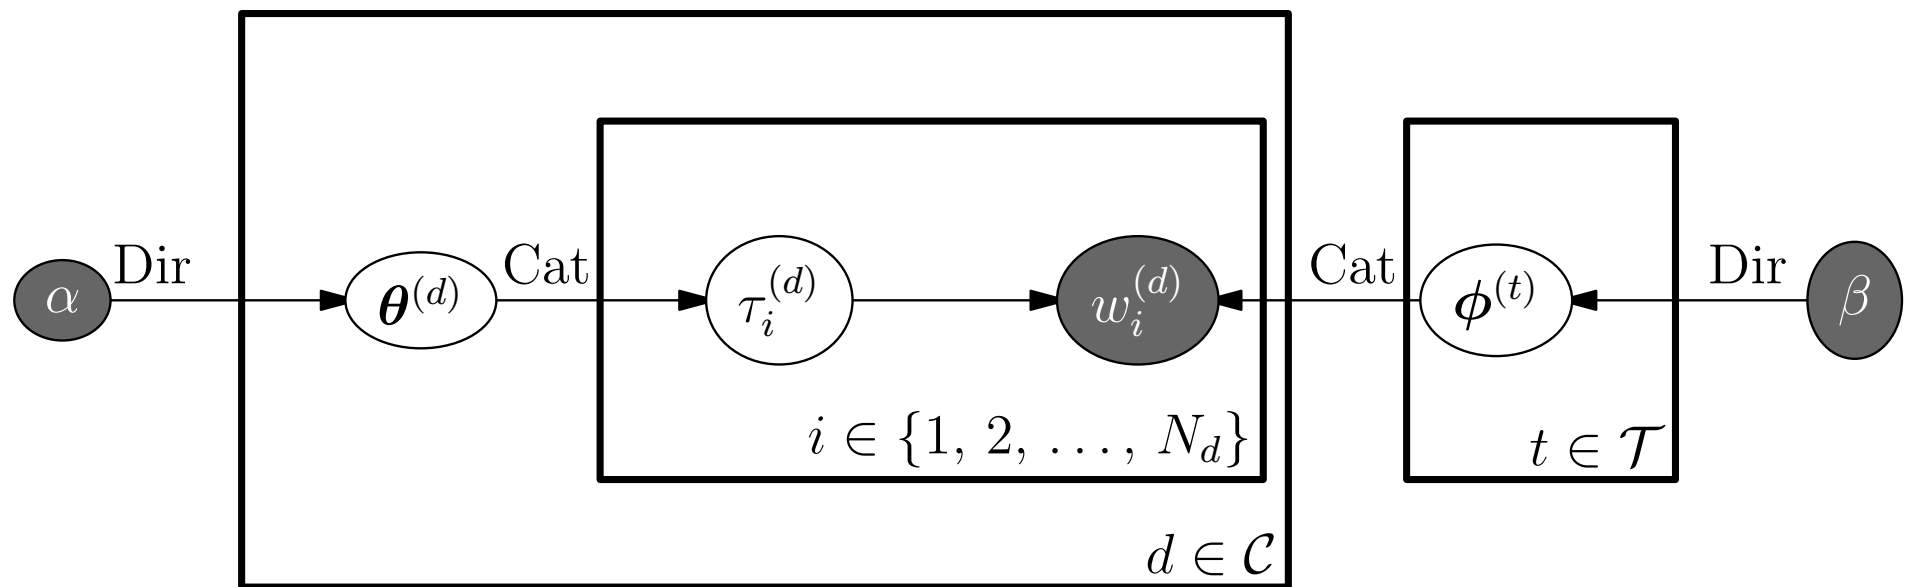 α Dir θ^(d) Cat τ_i^(d) w_i^(d) Cat ϕ^(t) Dir β
i ∈ {1, 2, …, N_d}
t ∈ 𝒯
d ∈ 𝒞